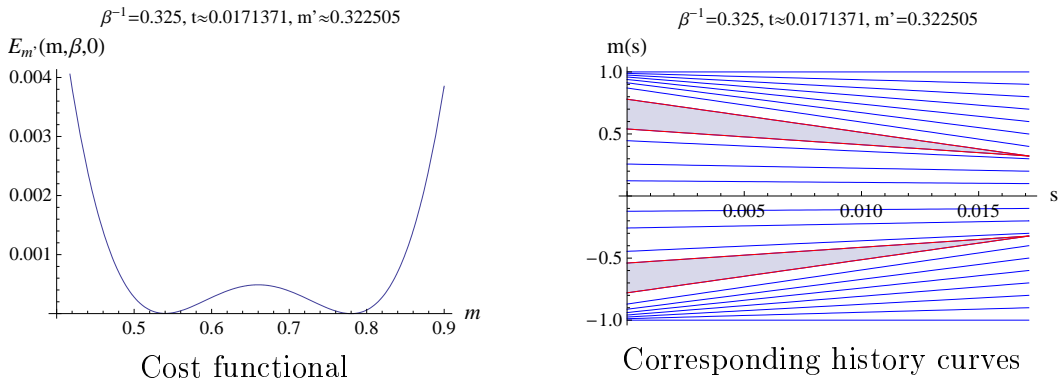 β⁻¹=0.325, t≈0.0171371, m'≈0.322505
E_m'(m,β,0)
0.004
0.003
0.002
0.001
0.5 0.6 0.7 0.8 0.9 m
Cost functional
β⁻¹=0.325, t≈0.0171371, m'=0.322505
m(s)
1.0
0.5
0.005 0.010 0.015 s
−0.5
−1.0
Corresponding history curves